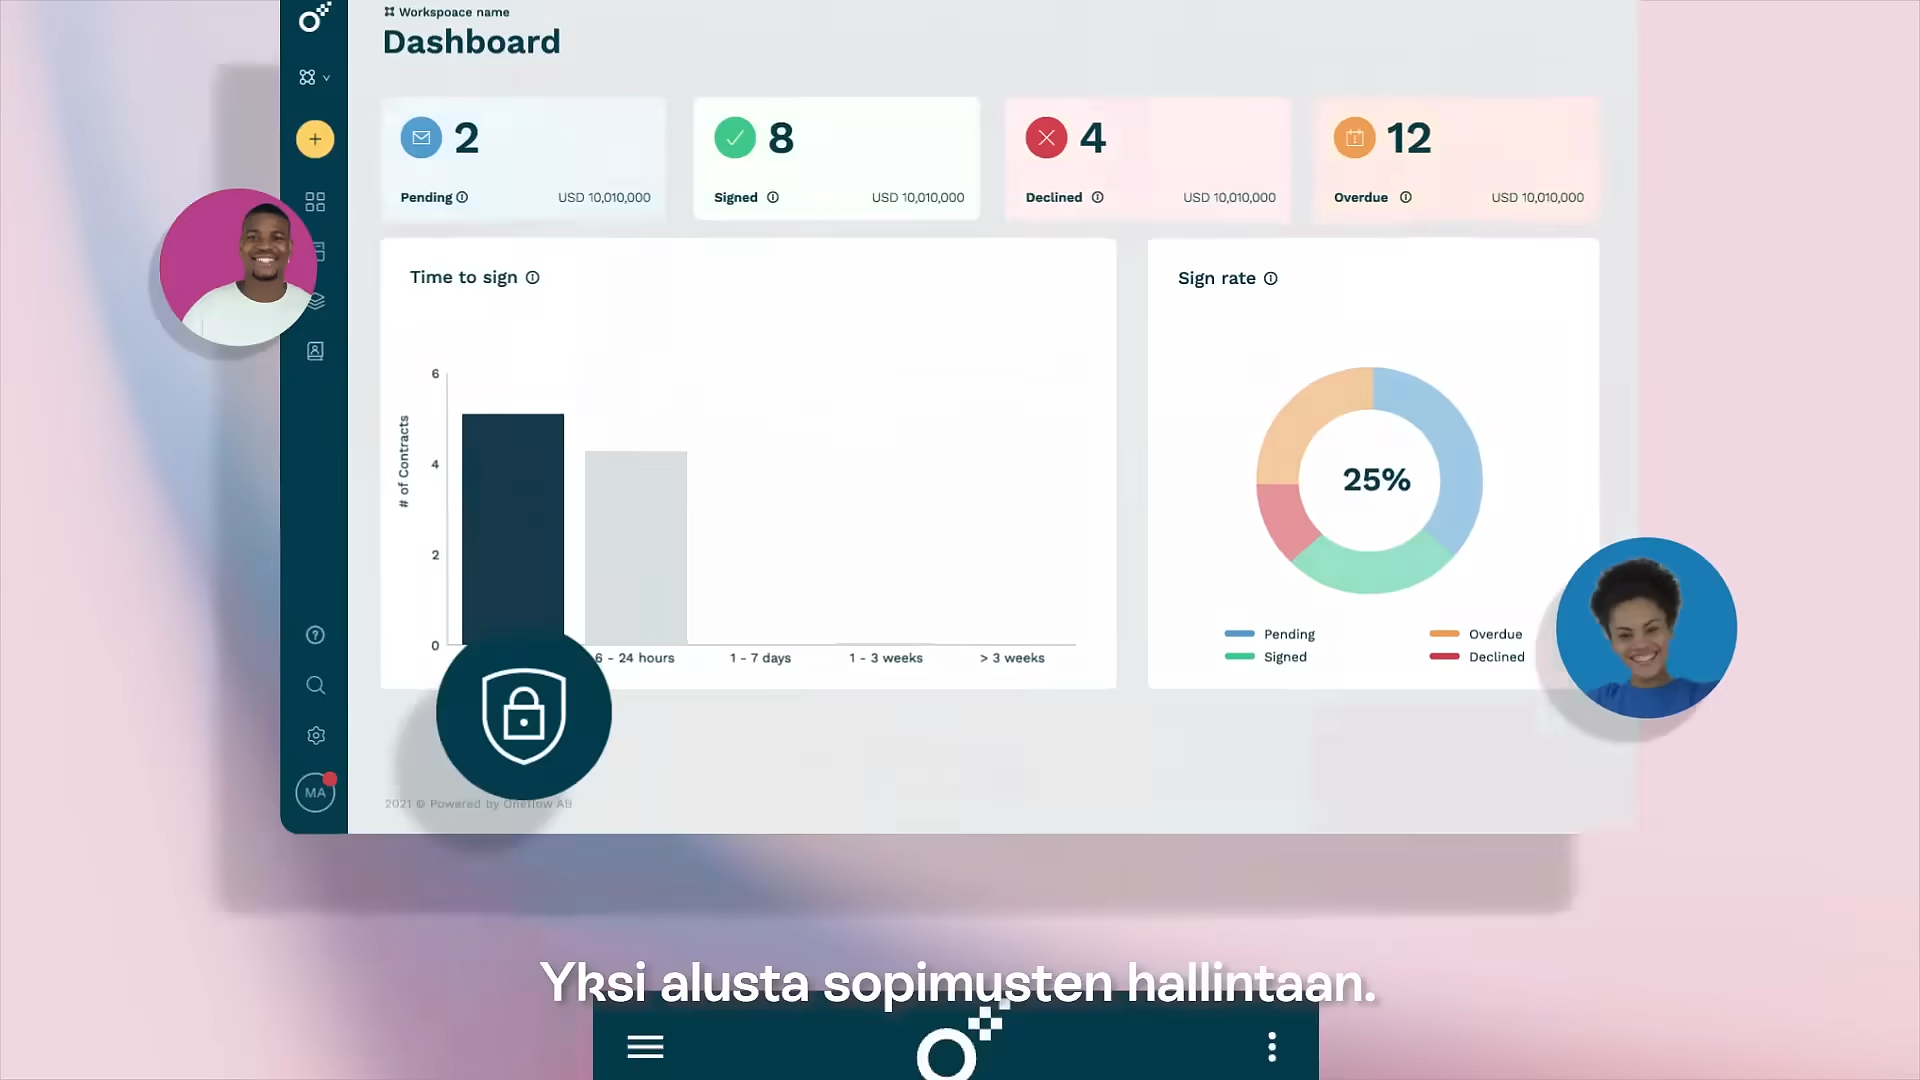 Workspoace name
Dashboard
2
Pending
USD 10,010,000
8
Signed
USD 10,010,000
4
Declined
USD 10,010,000
12
Overdue
USD 10,010,000
Time to sign
# of Contracts
6
4
2
0
6 - 24 hours
1 - 7 days
1 - 3 weeks
> 3 weeks
Sign rate
25%
Pending
Overdue
Signed
Declined
MA
2021 © Powered by Oneflow AB
Yksi alusta sopimusten hallintaan.